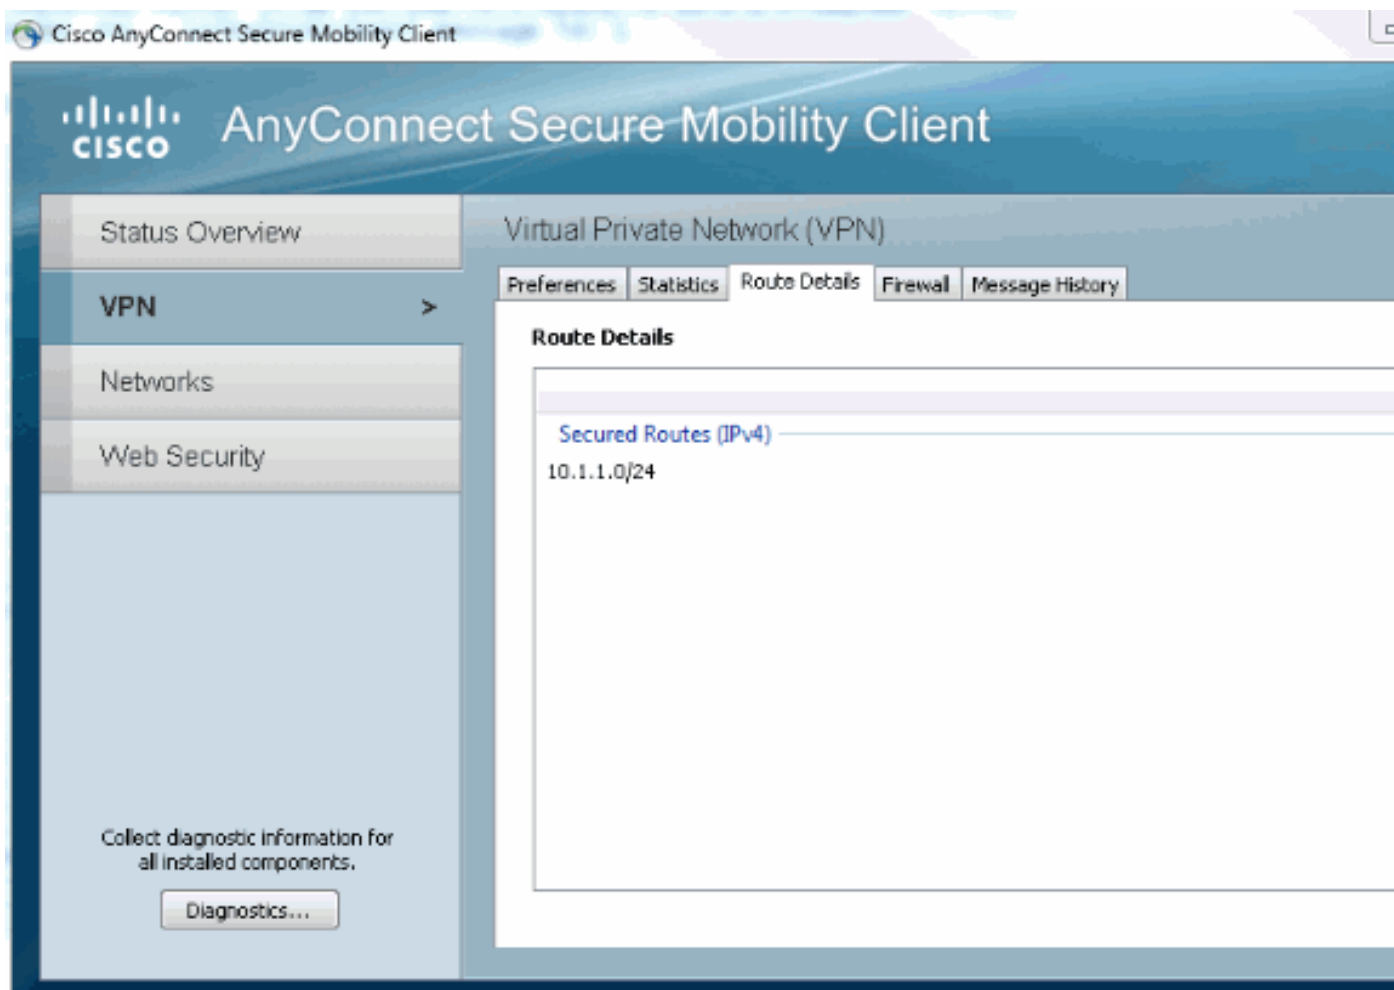 Cisco AnyConnect Secure Mobility Client
CISCO AnyConnect Secure Mobility Client
Status Overview
VPN >
Networks
Web Security
Collect diagnostic information for
all installed components.
Diagnostics...
Virtual Private Network (VPN)
Preferences Statistics Route Details Firewall Message History
Route Details
Secured Routes (IPv4)
10.1.1.0/24